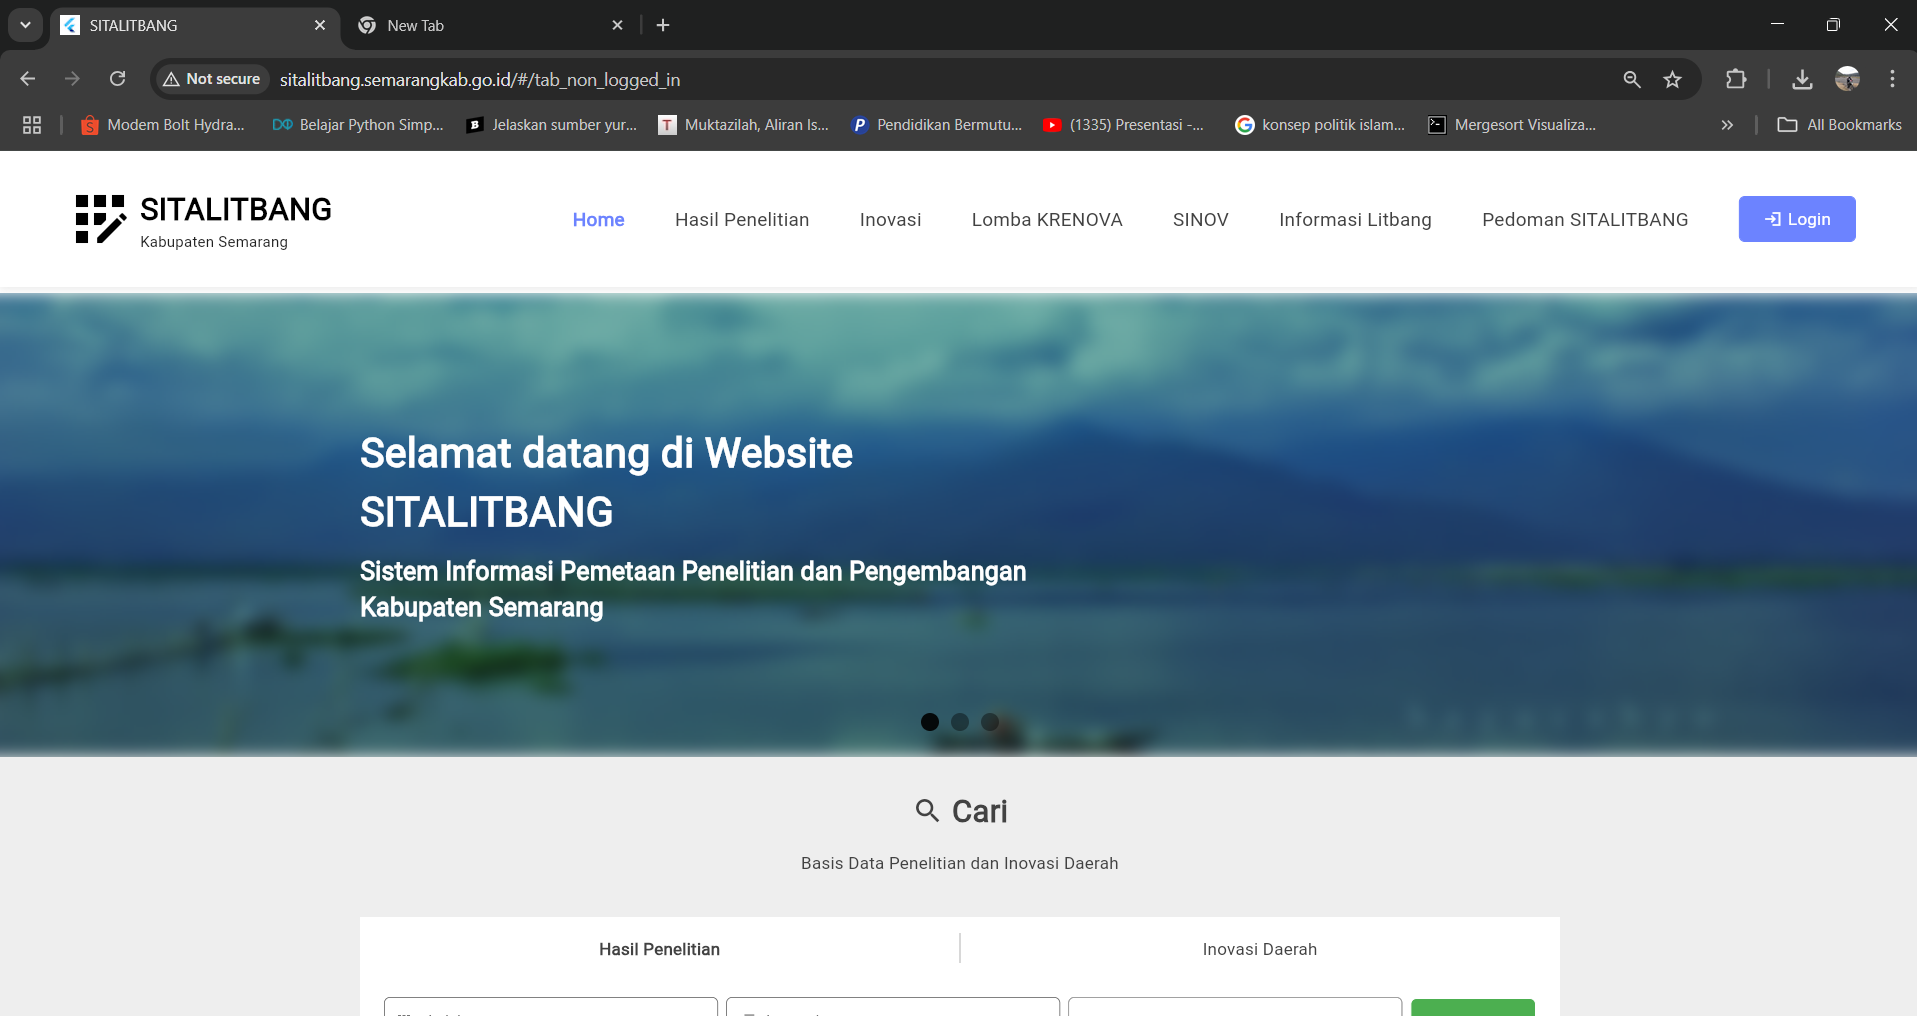 SITALITBANG
New Tab
Not secure
sitalitbang.semarangkab.go.id/#/tab_non_logged_in
Modem Bolt Hydra...
Belajar Python Simp...
Jelaskan sumber yur...
Muktazilah, Aliran Is...
Pendidikan Bermutu...
(1335) Presentasi -...
konsep politik islam...
Mergesort Visualiza...
All Bookmarks
SITALITBANG
Kabupaten Semarang
Home
Hasil Penelitian
Inovasi
Lomba KRENOVA
SINOV
Informasi Litbang
Pedoman SITALITBANG
Login
Selamat datang di Website
SITALITBANG
Sistem Informasi Pemetaan Penelitian dan Pengembangan
Kabupaten Semarang
Cari
Basis Data Penelitian dan Inovasi Daerah
Hasil Penelitian
Inovasi Daerah